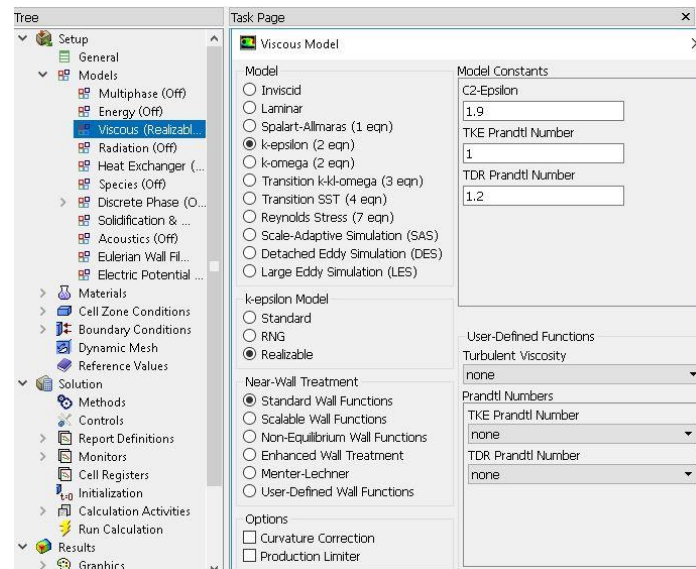 Tree
Setup
General
Models
Multiphase (Off)
Energy (Off)
Viscous (Realizabl...
Radiation (Off)
Heat Exchanger (...
Species (Off)
Discrete Phase (O...
Solidification & ...
Acoustics (Off)
Eulerian Wall Fil...
Electric Potential ...
Materials
Cell Zone Conditions
Boundary Conditions
Dynamic Mesh
Reference Values
Solution
Methods
Controls
Report Definitions
Monitors
Cell Registers
t=0 Initialization
Calculation Activities
Run Calculation
Results
Graphics
Task Page
Viscous Model
Model
Inviscid
Laminar
Spalart-Allmaras (1 eqn)
k-epsilon (2 eqn)
k-omega (2 eqn)
Transition k-kl-omega (3 eqn)
Transition SST (4 eqn)
Reynolds Stress (7 eqn)
Scale-Adaptive Simulation (SAS)
Detached Eddy Simulation (DES)
Large Eddy Simulation (LES)
k-epsilon Model
Standard
RNG
Realizable
Near-Wall Treatment
Standard Wall Functions
Scalable Wall Functions
Non-Equilibrium Wall Functions
Enhanced Wall Treatment
Menter-Lechner
User-Defined Wall Functions
Options
Curvature Correction
Production Limiter
Model Constants
C2-Epsilon
1.9
TKE Prandtl Number
1
TDR Prandtl Number
1.2
User-Defined Functions
Turbulent Viscosity
none
Prandtl Numbers
TKE Prandtl Number
none
TDR Prandtl Number
none